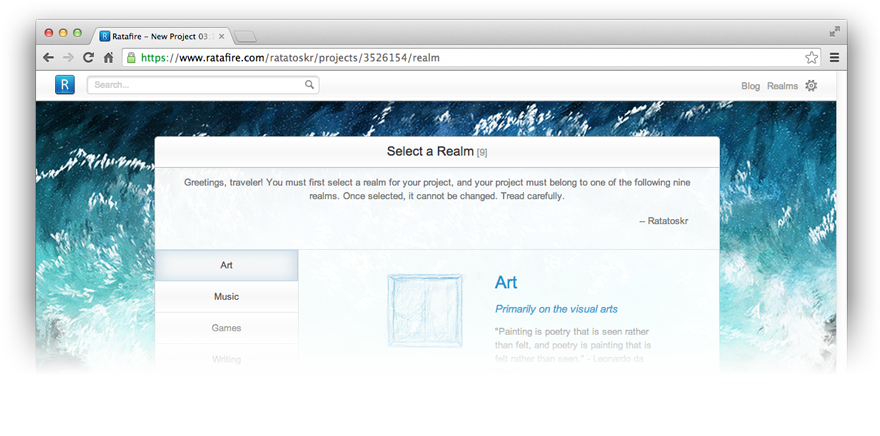 Ratafire – New Project 03:
https://www.ratafire.com/ratatoskr/projects/3526154/realm
R
Search...
Blog Realms
Select a Realm [9]
Greetings, traveler! You must first select a realm for your project, and your project must belong to one of the following nine
realms. Once selected, it cannot be changed. Tread carefully.
-- Ratatoskr
Art
Music
Games
Writing
Art
Primarily on the visual arts
"Painting is poetry that is seen rather
than felt, and poetry is painting that is
felt rather than seen." - Leonardo da